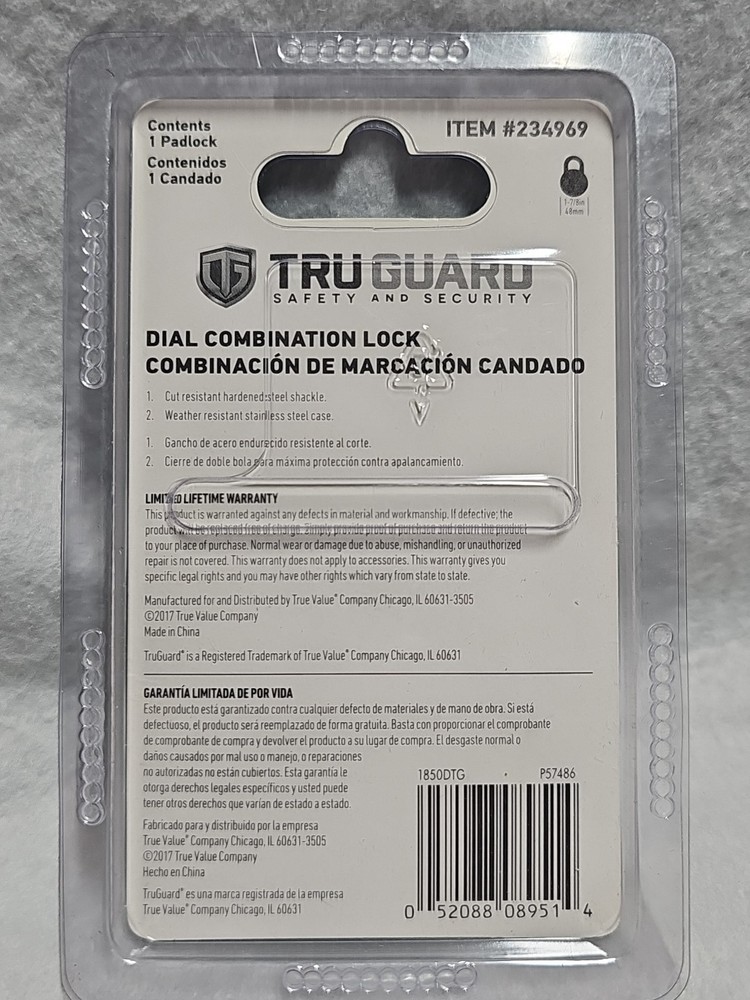 Contents
1 Padlock
Contenidos
1 Candado
ITEM #234969
1-7/8in
48mm
TG
TRU GUARD
SAFETY AND SECURITY
DIAL COMBINATION LOCK
COMBINACIÓN DE MARCACIÓN CANDADO
1. Cut resistant hardened steel shackle.
2. Weather resistant stainless steel case.
1. Gancho de acero endurecido resistente al corte.
2. Cierre de doble bola para máxima protección contra apalancamiento.
LIMITED LIFETIME WARRANTY
This product is warranted against any defects in material and workmanship. If defective; the
product will be replaced free of charge. Simply provide proof of purchase and return the product
to your place of purchase. Normal wear or damage due to abuse, mishandling, or unauthorized
repair is not covered. This warranty does not apply to accessories. This warranty gives you
specific legal rights and you may have other rights which vary from state to state.
Manufactured for and Distributed by True Value® Company Chicago, IL 60631-3505
©2017 True Value Company
Made in China
TruGuard® is a Registered Trademark of True Value® Company Chicago, IL 60631
GARANTÍA LIMITADA DE POR VIDA
Este producto está garantizado contra cualquier defecto de materiales y de mano de obra. Si está
defectuoso, el producto será reemplazado de forma gratuita. Basta con proporcionar el comprobante
de comprobante de compra y devolver el producto a su lugar de compra. El desgaste normal o
daños causados por mal uso o manejo, o reparaciones
no autorizadas no están cubiertos. Esta garantía le
otorga derechos legales específicos y usted puede
tener otros derechos que varían de estado a estado.
Fabricado para y distribuido por la empresa
True Value® Company Chicago, IL 60631-3505
©2017 True Value Company
Hecho en China
TruGuard® es una marca registrada de la empresa
True Value® Company Chicago, IL 60631
1850DTG P57486
0 52088 08951 4